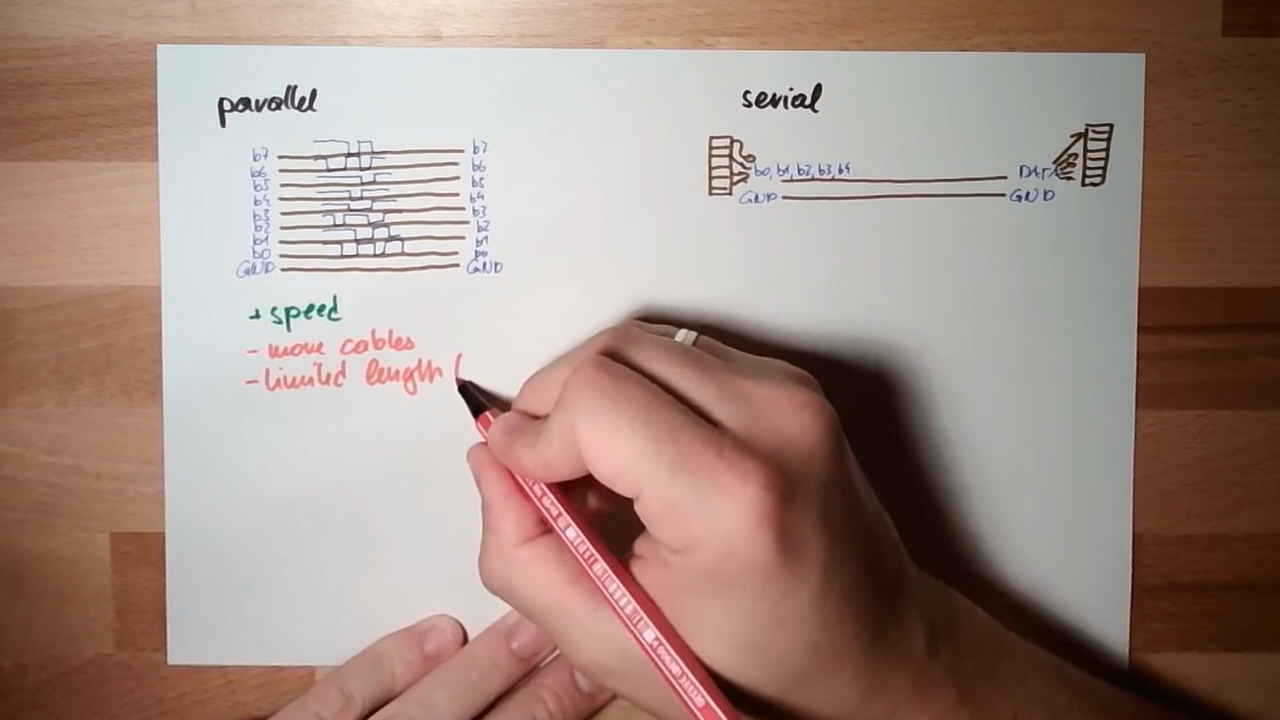 parallel
b7 b7
b6 b6
b5 b5
b4 b4
b3 b3
b2 b2
b1 b1
b0 b0
GND GND
+ speed
- more cables
- limited length (
serial
b0, b1, b2, b3, b4 DATA
GND GND